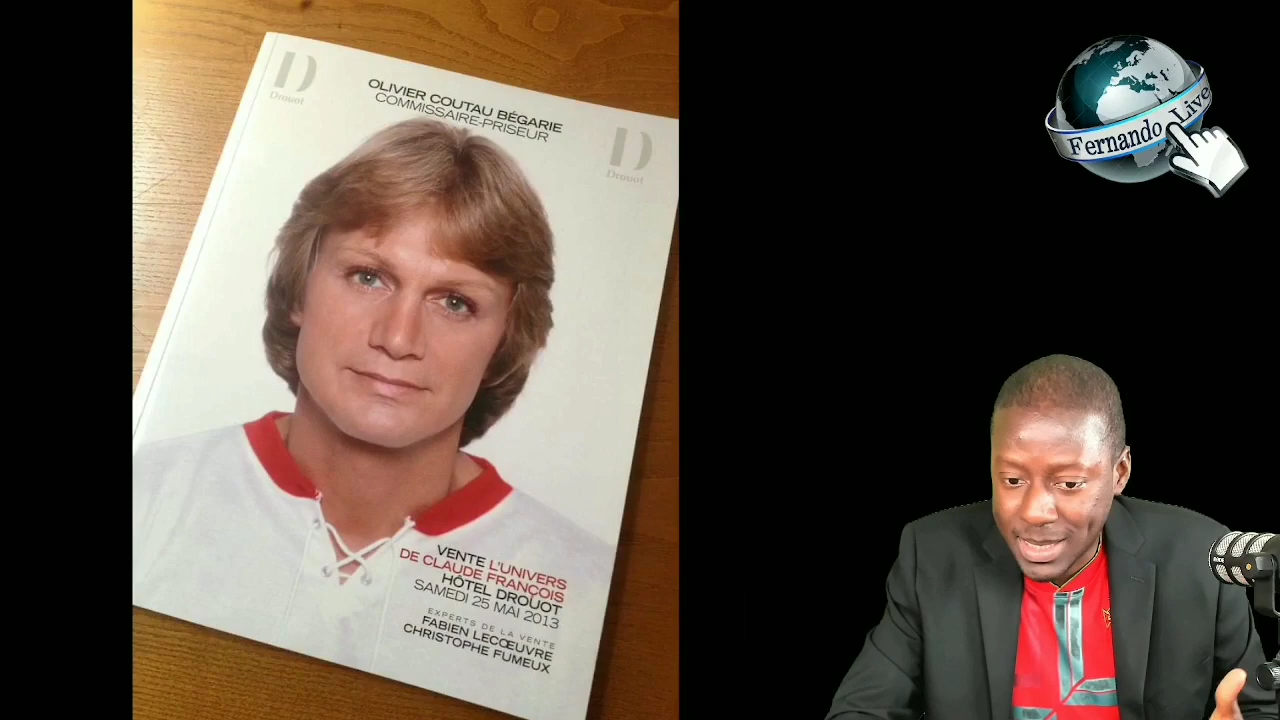 Drouot
OLIVIER COUTAU BÉGARIE
COMMISSAIRE-PRISEUR
Drouot
VENTE L'UNIVERS
DE CLAUDE FRANÇOIS
HÔTEL DROUOT
SAMEDI 25 MAI 2013
EXPERTS DE LA VENTE
FABIEN LECŒUVRE
CHRISTOPHE FUMEUX
Fernando Live